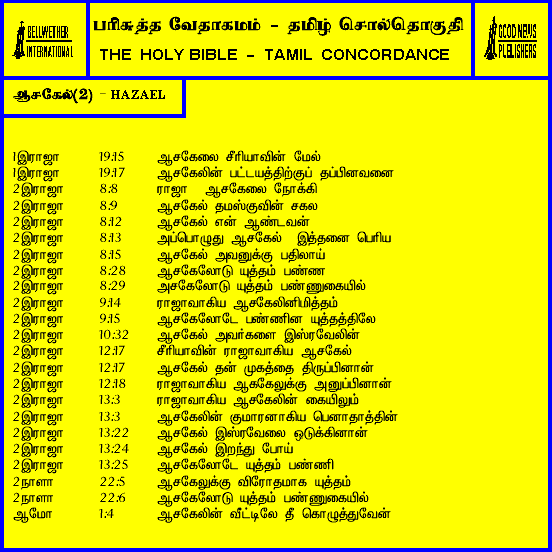 BELLWETHER INTERNATIONAL
பரிசுத்த வேதாகமம் - தமிழ் சொல்தொகுதி
THE HOLY BIBLE - TAMIL CONCORDANCE
GOOD NEWS PUBLISHERS
ஆசகேல்(2) - HAZAEL
1இராஜா 19:15 ஆசகேலை சீரியாவின் மேல்
1இராஜா 19:17 ஆசகேலின் பட்டயத்திற்குப் தப்பினவனை
2இராஜா 8:8 ராஜா ஆசகேலை நோக்கி
2இராஜா 8:9 ஆசகேல் தமஸ்குவின் சகல
2இராஜா 8:12 ஆசகேல் என் ஆண்டவன்
2இராஜா 8:13 அப்பொழுது ஆசகேல் இத்தனை பெரிய
2இராஜா 8:15 ஆசகேல் அவனுக்கு பதிலாய்
2இராஜா 8:28 ஆசகேலோடு யுத்தம் பண்ண
2இராஜா 8:29 அசகேலோடு யுத்தம் பண்ணுகையில்
2இராஜா 9:14 ராஜாவாகிய ஆசகேலினிமித்தம்
2இராஜா 9:15 ஆசகேலோடே பண்ணின யுத்தத்திலே
2இராஜா 10:32 ஆசகேல் அவர்களை இஸ்ரவேலின்
2இராஜா 12:17 சீரியாவின் ராஜாவாகிய ஆசகேல்
2இராஜா 12:17 ஆசகேல் தன் முகத்தை திருப்பினான்
2இராஜா 12:18 ராஜாவாகிய ஆககேலுக்கு அனுப்பினான்
2இராஜா 13:3 ராஜாவாகிய ஆசகேலின் கையிலும்
2இராஜா 13:3 ஆசகேலின் குமாரனாகிய பெனாதாத்தின்
2இராஜா 13:22 ஆசகேல் இஸ்ரவேலை ஒடுக்கினான்
2இராஜா 13:24 ஆசகேல் இறந்து போய்
2இராஜா 13:25 ஆசகேலோடே யுத்தம் பண்ணி
2நாளா 22:5 ஆசகேலுக்கு விரோதமாக யுத்தம்
2நாளா 22:6 ஆசகேலோடு யுத்தம் பண்ணுகையில்
ஆமோ 1:4 ஆசகேலின் வீட்டிலே தீ கொழுத்துவேன்